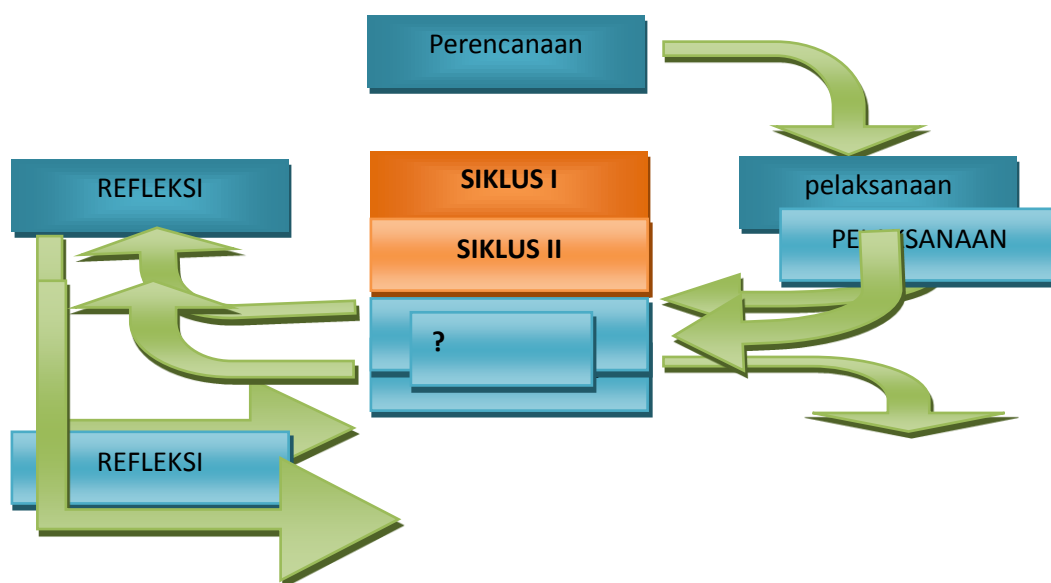 Perencanaan
REFLEKSI
SIKLUS I
pelaksanaan
SIKLUS II
?
REFLEKSI